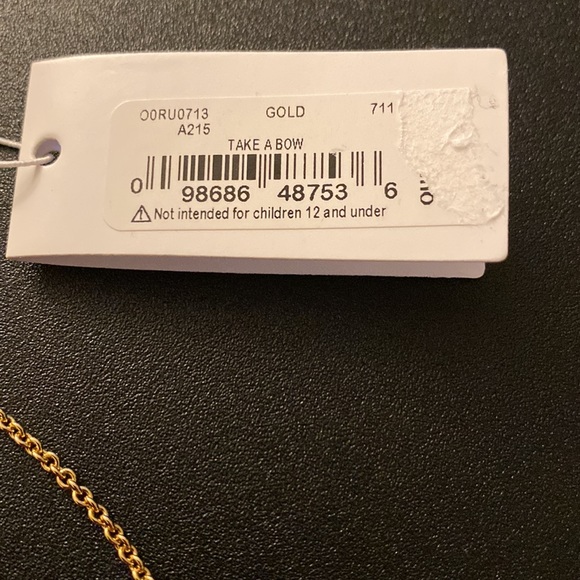 O0RU0713 GOLD 711
A215
TAKE A BOW
0 98686 48753 6
⚠ Not intended for children 12 and under